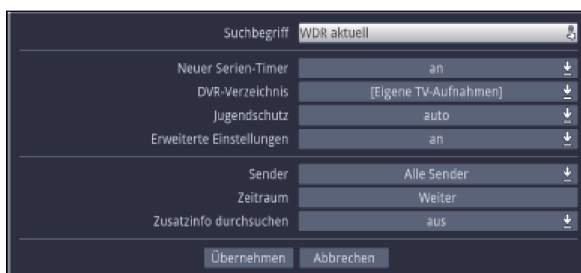 Suchbegriff WDR aktuell
Neuer Serien-Timer an
DVR-Verzeichnis [Eigene TV-Aufnahmen]
Jugendschutz auto
Erweiterte Einstellungen an
Sender Alle Sender
Zeitraum Weiter
Zusatzinfo durchsuchen aus
Übernehmen Abbrechen